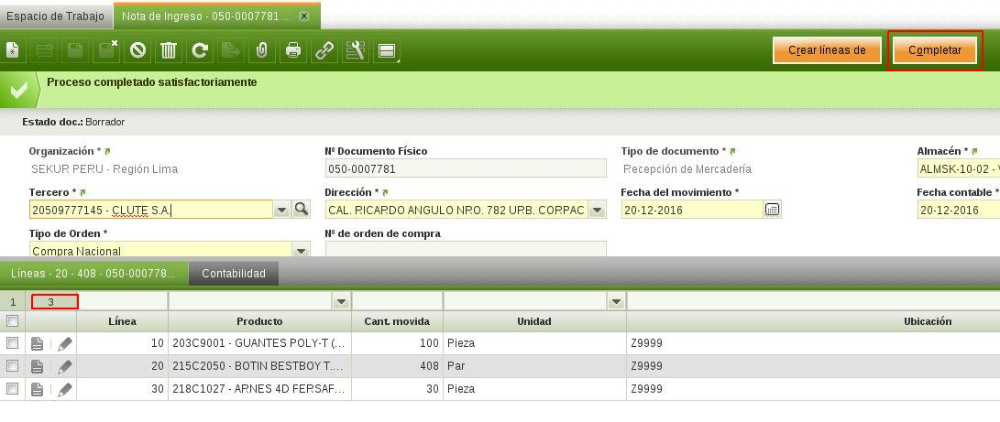 Espacio de Trabajo Nota de Ingreso - 050-0007781 ... x
Crear líneas de Completar
Proceso completado satisfactoriamente
Estado doc.: Borrador
Organización * Nº Documento Físico Tipo de documento * Almacén *
SEKUR PERU - Región Lima 050-0007781 Recepción de Mercadería ALMSK-10-02 -
Tercero * Dirección * Fecha del movimiento * Fecha contable *
20509777145 - CLUTE S.A. CAL. RICARDO ANGULO NRO. 782 URB. CORPAC 20-12-2016 20-12-2016
Tipo de Orden * Nº de orden de compra
Compra Nacional
Líneas - 20 - 408 - 050-000778... Contabilidad
1 3
Línea Producto Cant. movida Unidad Ubicación
10 203C9001 - GUANTES POLY-T (... 100 Pieza Z9999
20 215C2050 - BOTIN BESTBOY T.... 408 Par Z9999
30 218C1027 - ARNES 4D FERSAF... 30 Pieza Z9999